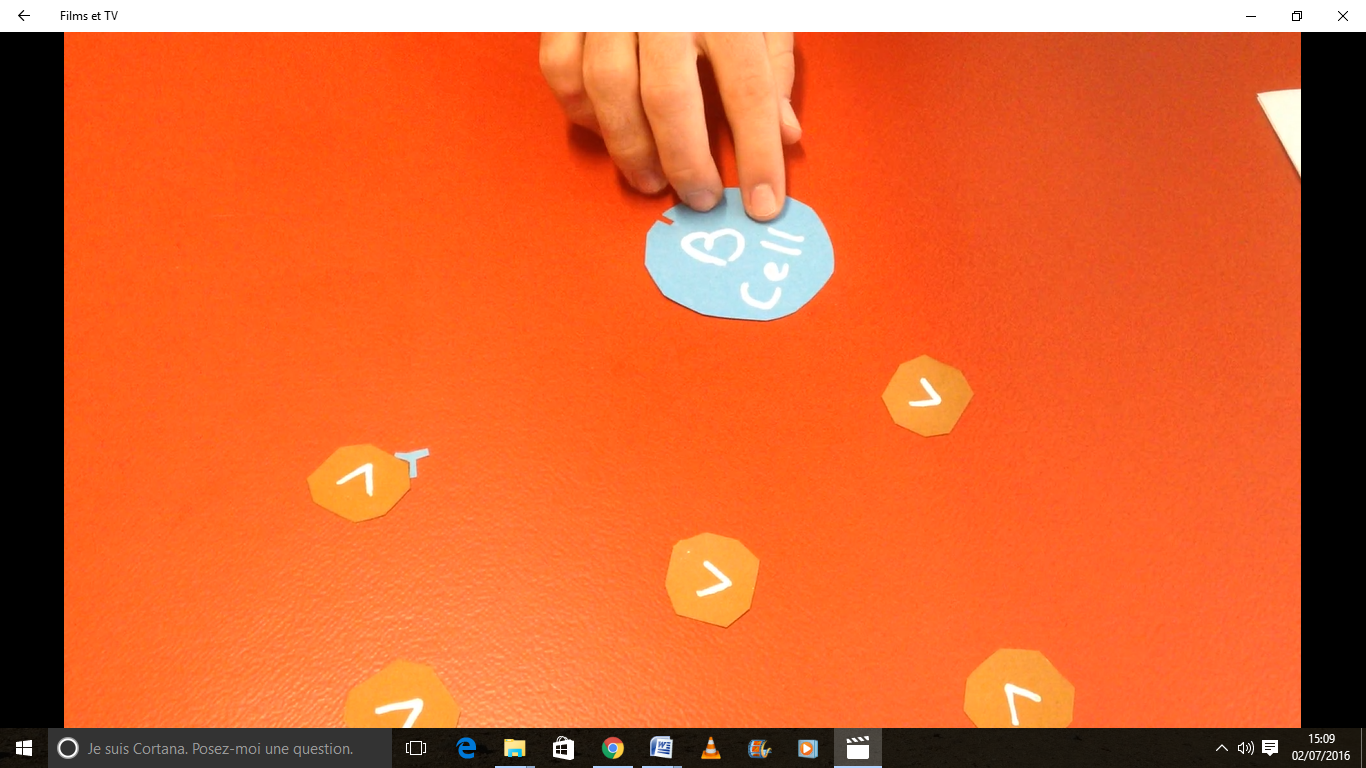 Films et TV
B
Cell
V
V
V
V
V
Je suis Cortana. Posez-moi une question.
15:09
02/07/2016